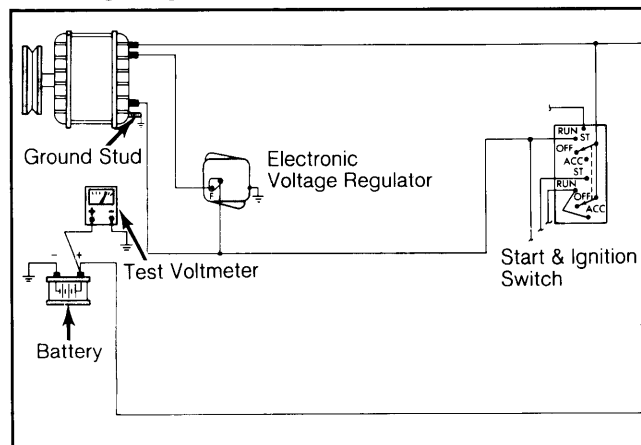 Ground Stud
Electronic
Voltage Regulator
F
Test Voltmeter
Battery
RUN
ST
OFF
ACC
ST
RUN
OFF
ACC
Start & Ignition
Switch
+
-
-
+